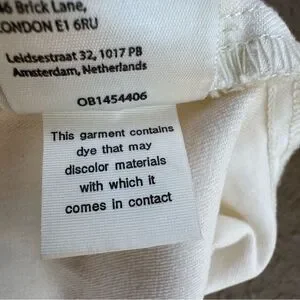 46 Brick Lane,
LONDON E1 6RU
Leidsestraat 32, 1017 PB
Amsterdam, Netherlands
OB1454406
This garment contains
dye that may
discolor materials
with which it
comes in contact